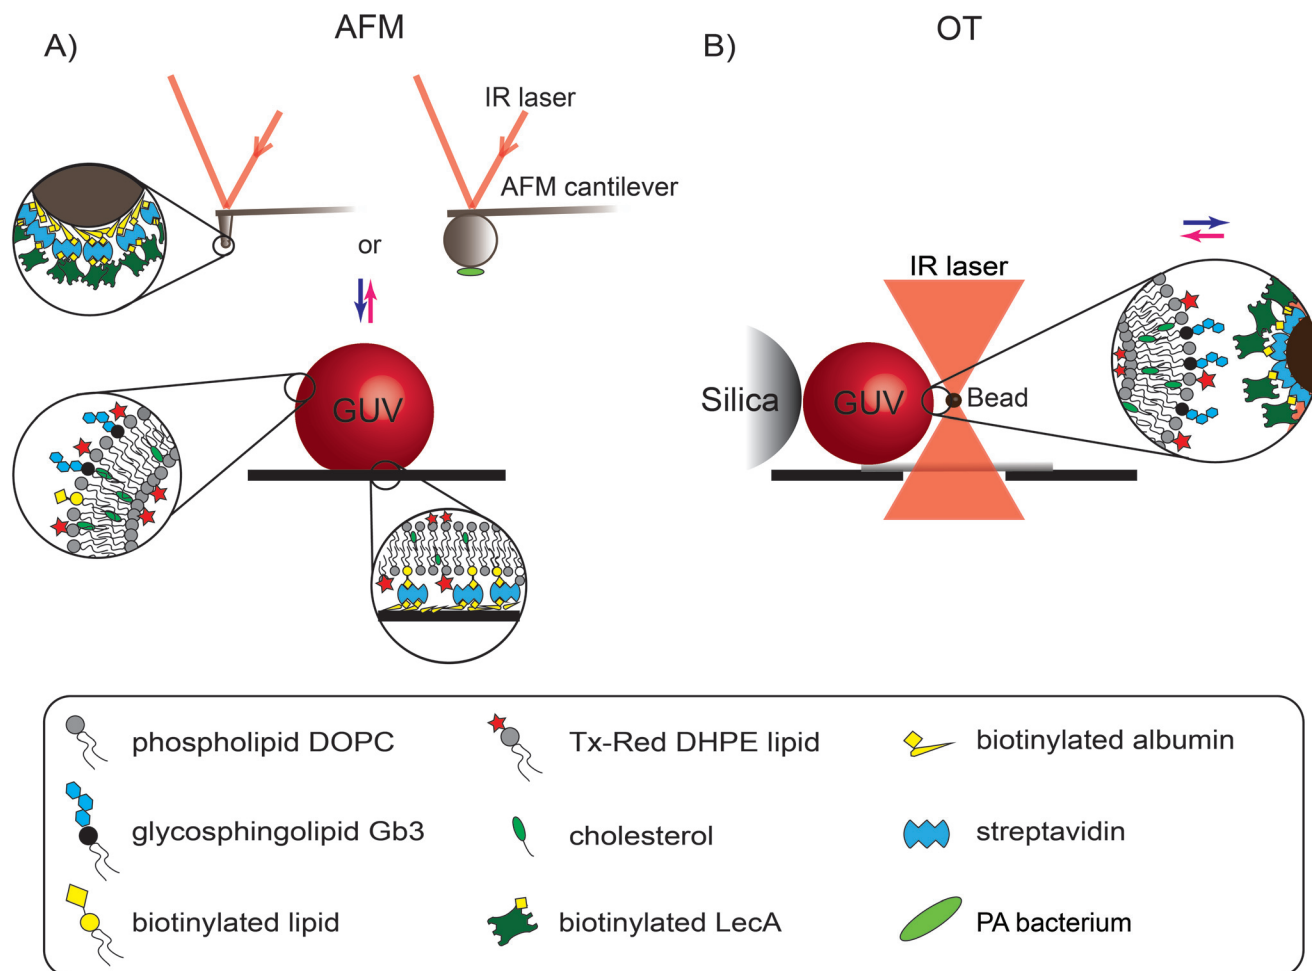 A)
AFM
B)
OT
IR laser
AFM cantilever
or
GUV
IR laser
Silica
GUV
Bead
phospholipid DOPC
Tx-Red DHPE lipid
biotinylated albumin
glycosphingolipid Gb3
cholesterol
streptavidin
biotinylated lipid
biotinylated LecA
PA bacterium